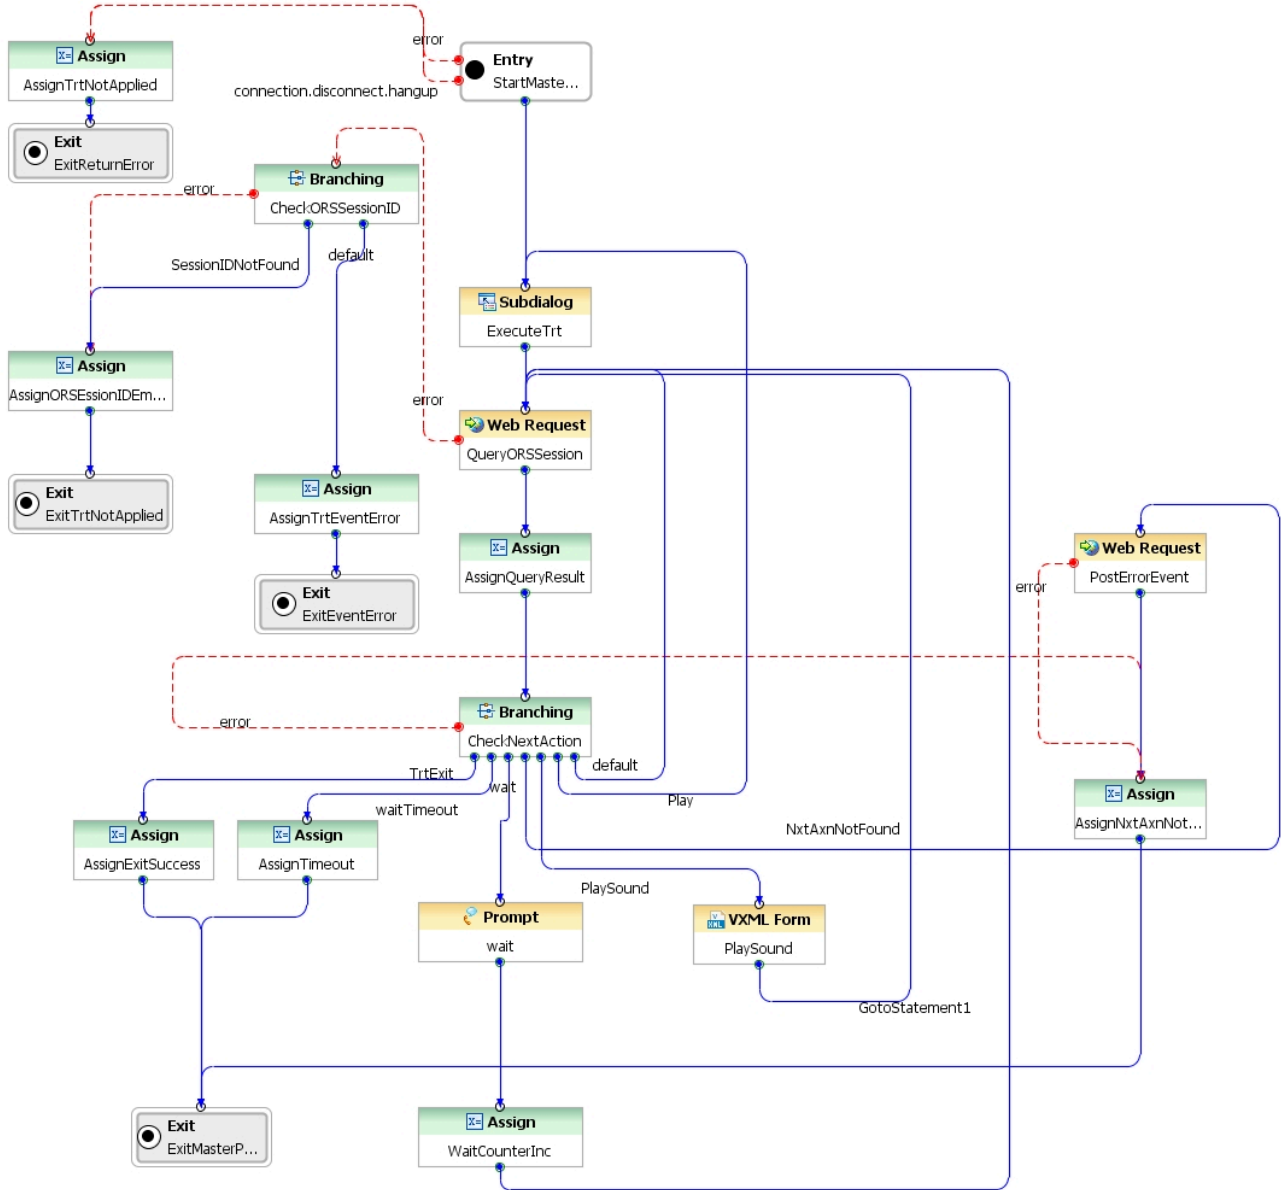 error
Entry
StartMaste...
Assign
AssignTrtNotApplied
connection.disconnect.hangup
Exit
ExitReturnError
Branching
CheckORSSessionID
error
SessionIDNotFound
default
Subdialog
ExecuteTrt
Assign
AssignORSEssionIDEm...
error
Web Request
QueryORSSession
Exit
ExitTrtNotApplied
Assign
AssignTrtEventError
Assign
AssignQueryResult
Web Request
PostErrorEvent
error
Exit
ExitEventError
error
Branching
CheckNextAction
default
TrtExit
wait
waitTimeout
Play
NxtAxnNotFound
Assign
AssignNxtAxnNot...
Assign
AssignExitSuccess
Assign
AssignTimeout
PlaySound
Prompt
wait
XML
VXML Form
PlaySound
GotoStatement1
Exit
ExitMasterP...
Assign
WaitCounterInc